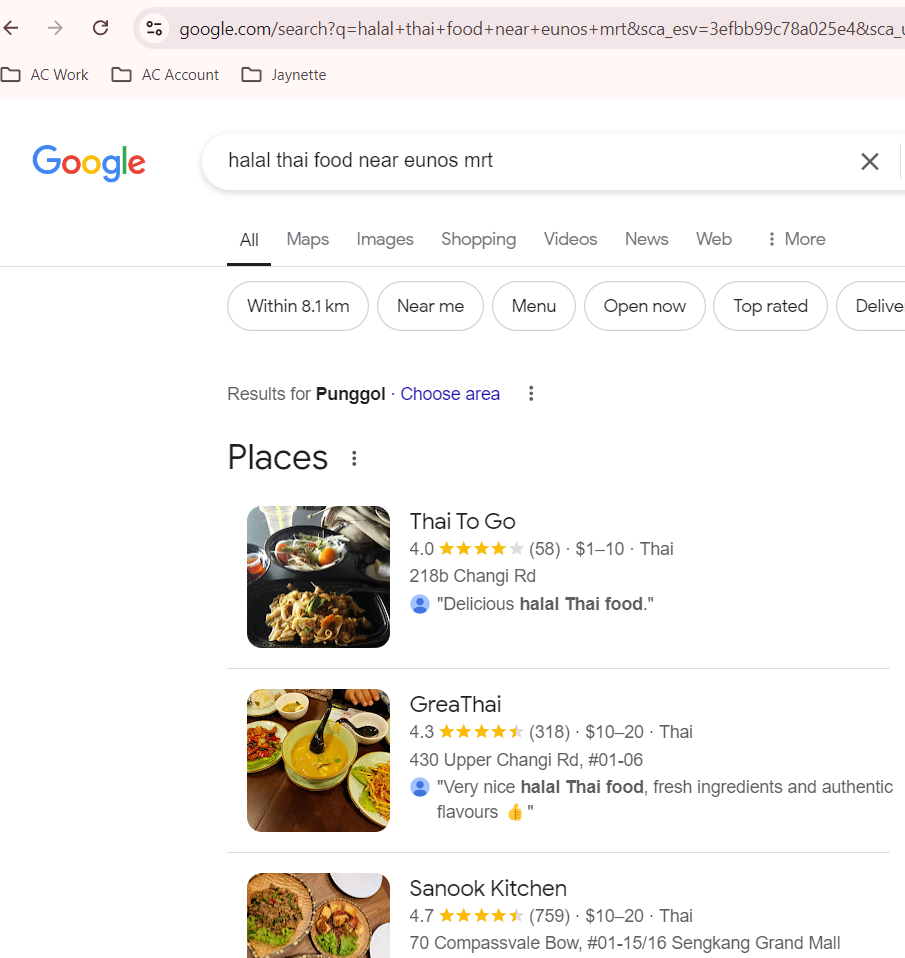 google.com/search?q=halal+thai+food+near+eunos+mrt&sca_esv=3efbb99c78a025e4&sca_
AC Work AC Account Jaynette
Google halal thai food near eunos mrt
All Maps Images Shopping Videos News Web More
Within 8.1 km Near me Menu Open now Top rated Delive
Results for Punggol · Choose area
Places
Thai To Go
4.0 (58) · $1–10 · Thai
218b Changi Rd
"Delicious halal Thai food."
GreaThai
4.3 (318) · $10–20 · Thai
430 Upper Changi Rd, #01-06
"Very nice halal Thai food, fresh ingredients and authentic
flavours 👍 "
Sanook Kitchen
4.7 (759) · $10–20 · Thai
70 Compassvale Bow, #01-15/16 Sengkang Grand Mall